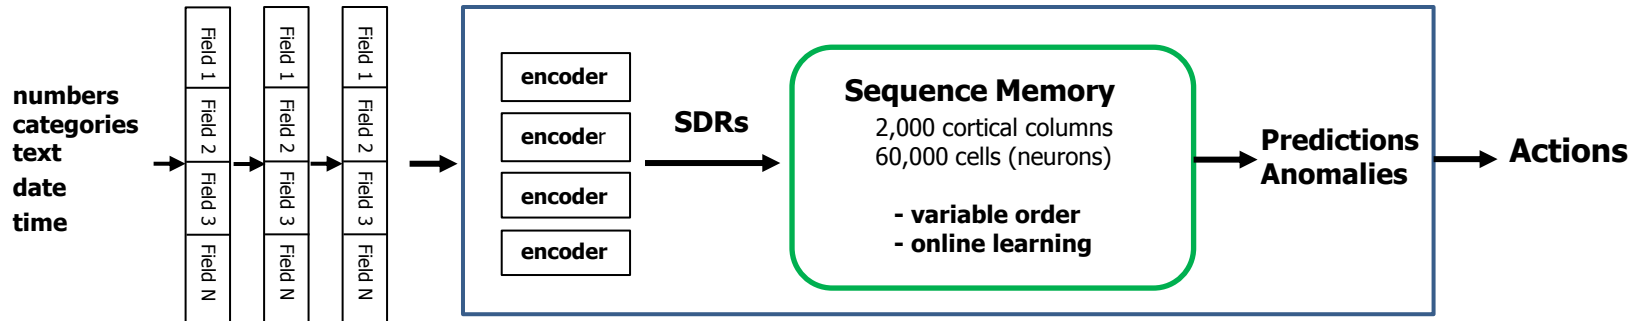 numbers
categories
text
date
time
Field 1
Field 2
Field 3
Field N
Field 1
Field 2
Field 3
Field N
Field 1
Field 2
Field 3
Field N
encoder
encoder
encoder
encoder
SDRs
Sequence Memory
2,000 cortical columns
60,000 cells (neurons)
- variable order
- online learning
Predictions
Anomalies
Actions